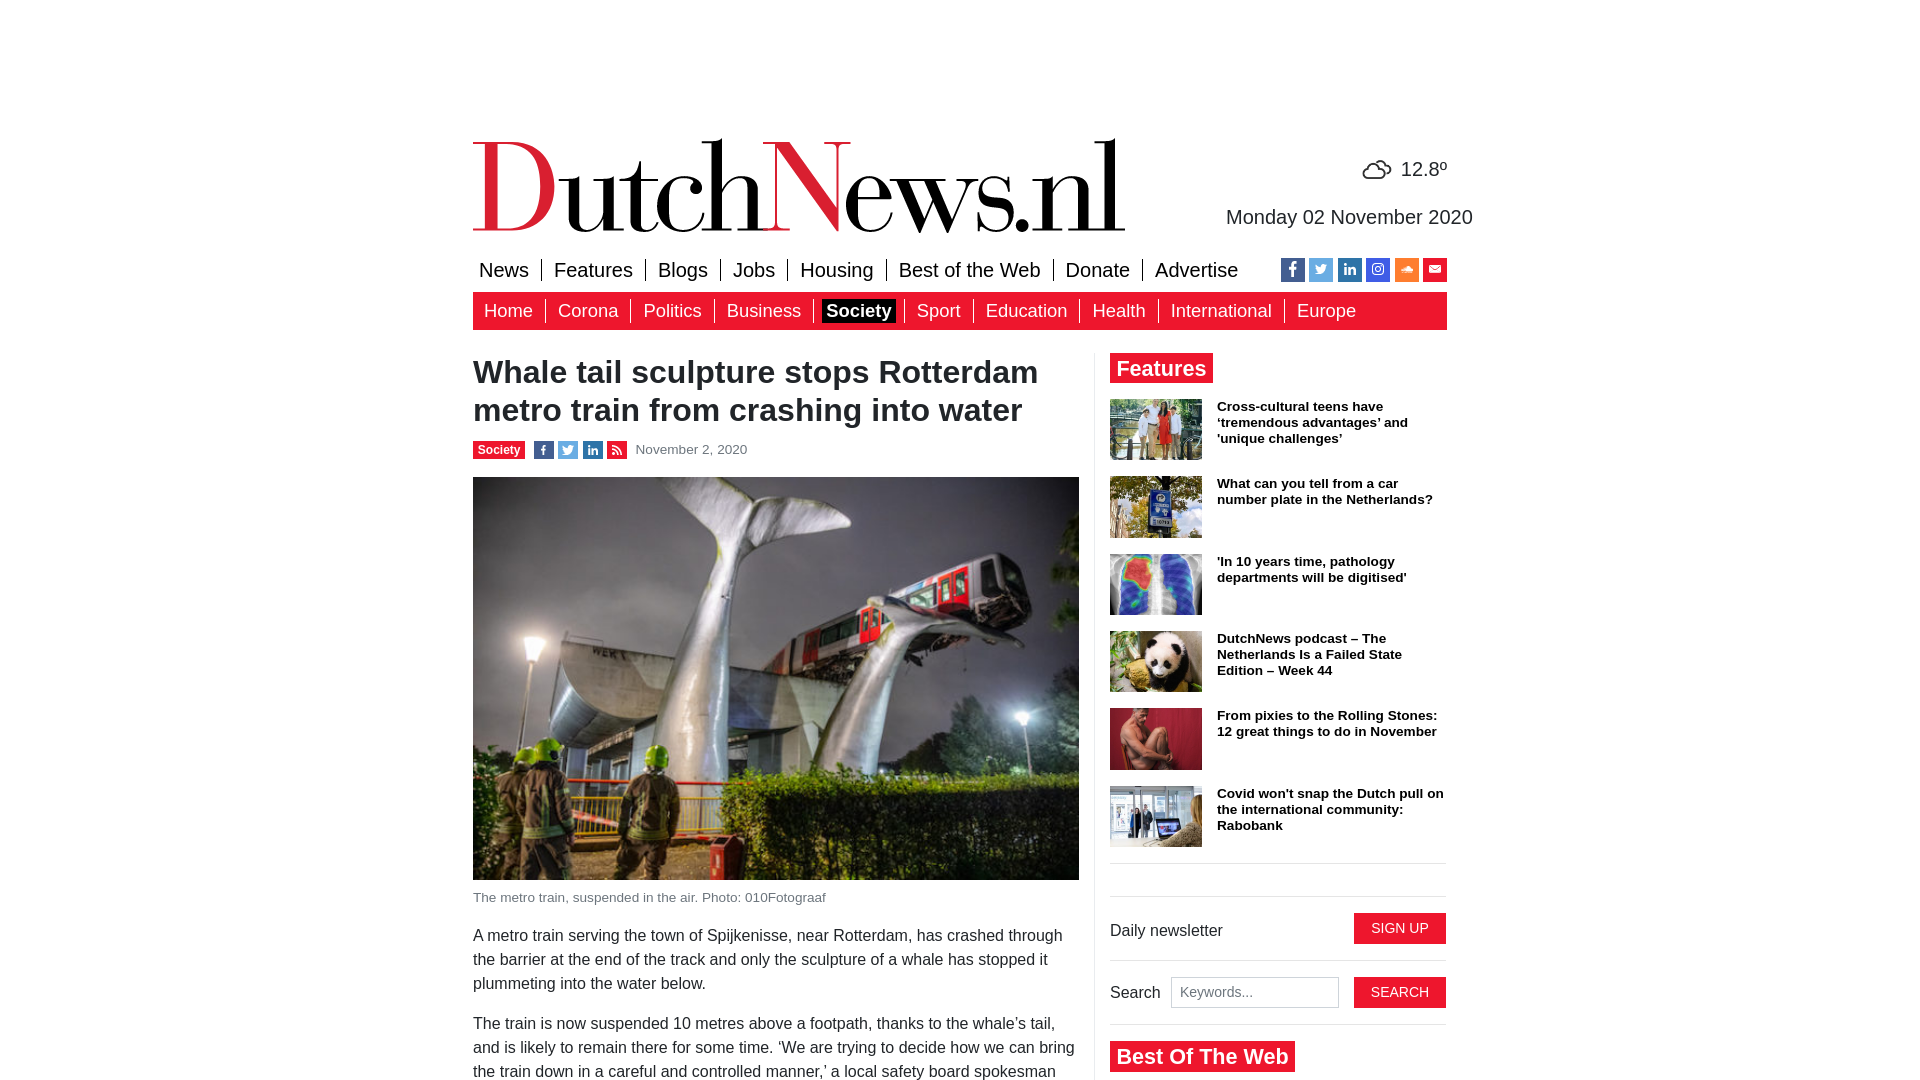 DutchNews.nl
12.8º
Monday 02 November 2020
News
Features
Blogs
Jobs
Housing
Best of the Web
Donate
Advertise
Home
Corona
Politics
Business
Society
Sport
Education
Health
International
Europe
Whale tail sculpture stops Rotterdam
metro train from crashing into water
Society
November 2, 2020
The metro train, suspended in the air. Photo: 010Fotograaf
A metro train serving the town of Spijkenisse, near Rotterdam, has crashed through
the barrier at the end of the track and only the sculpture of a whale has stopped it
plummeting into the water below.
The train is now suspended 10 metres above a footpath, thanks to the whale’s tail,
and is likely to remain there for some time. ‘We are trying to decide how we can bring
the train down in a careful and controlled manner,’ a local safety board spokesman
Features
Cross-cultural teens have
‘tremendous advantages’ and
'unique challenges’
What can you tell from a car
number plate in the Netherlands?
'In 10 years time, pathology
departments will be digitised'
DutchNews podcast – The
Netherlands Is a Failed State
Edition – Week 44
From pixies to the Rolling Stones:
12 great things to do in November
Covid won't snap the Dutch pull on
the international community:
Rabobank
Daily newsletter
SIGN UP
Search
Keywords...
SEARCH
Best Of The Web